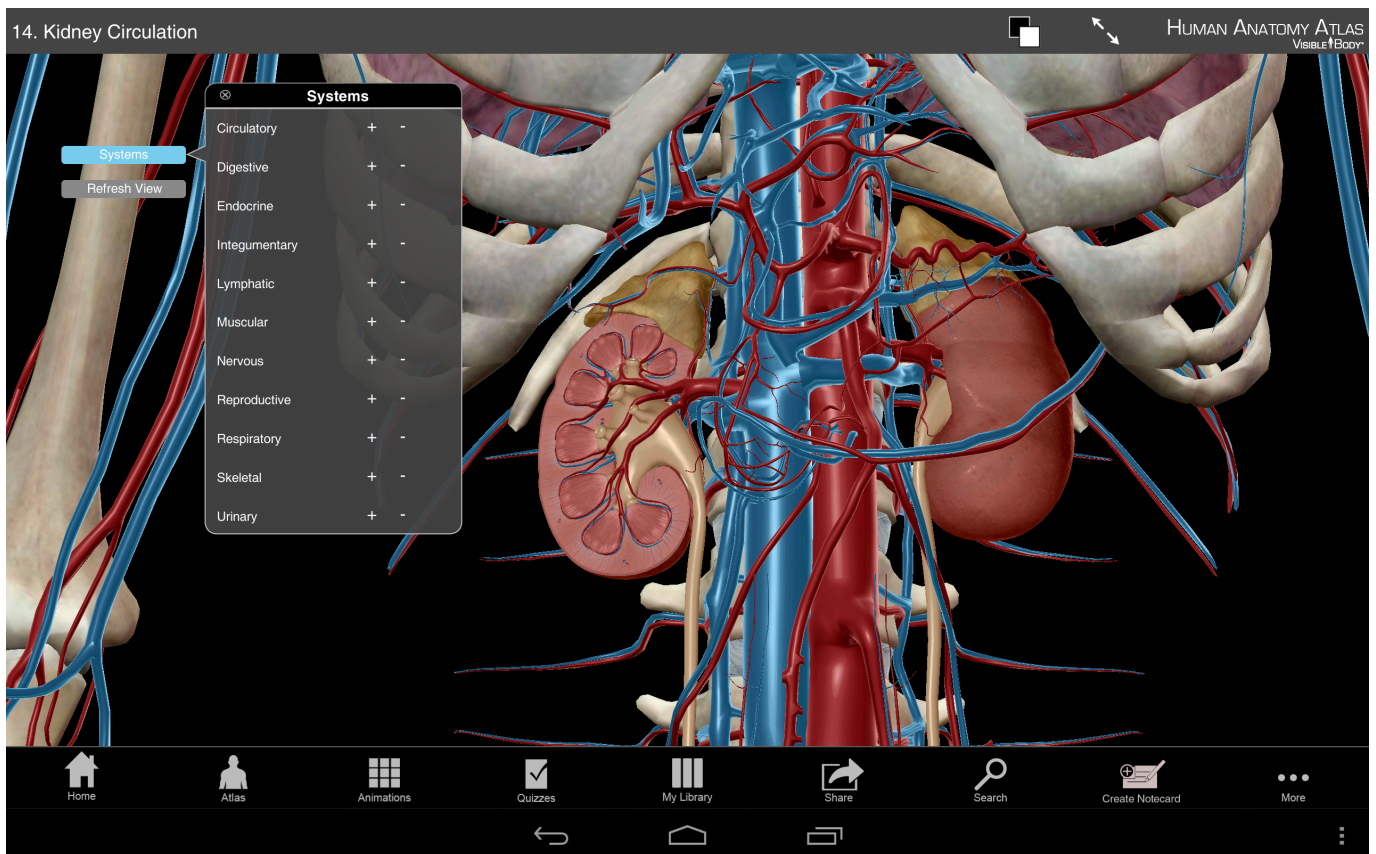 14. Kidney Circulation
HUMAN ANATOMY ATLAS
VISIBLE BODY
Systems
Refresh View
Systems
Circulatory + -
Digestive + -
Endocrine + -
Integumentary + -
Lymphatic + -
Muscular + -
Nervous + -
Reproductive + -
Respiratory + -
Skeletal + -
Urinary + -
Home
Atlas
Animations
Quizzes
My Library
Share
Search
Create Notecard
More